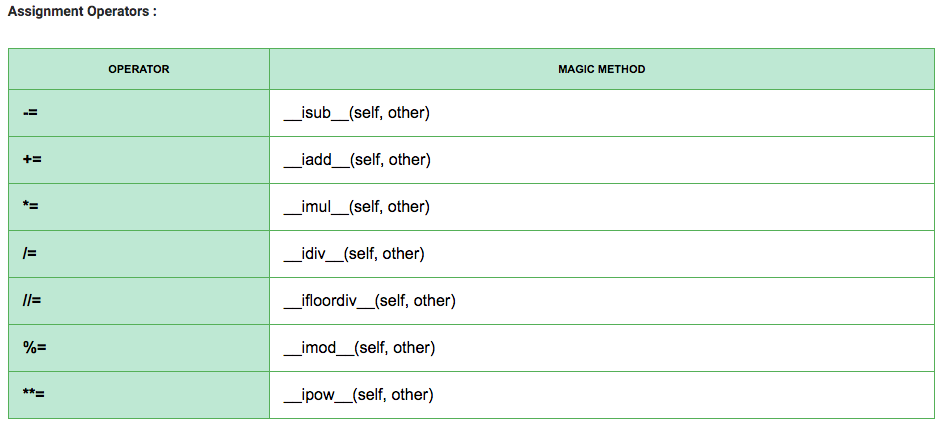 Assignment Operators :
OPERATOR MAGIC METHOD
-= __isub__(self, other)
+= __iadd__(self, other)
*= __imul__(self, other)
/= __idiv__(self, other)
//= __ifloordiv__(self, other)
%= __imod__(self, other)
**= __ipow__(self, other)